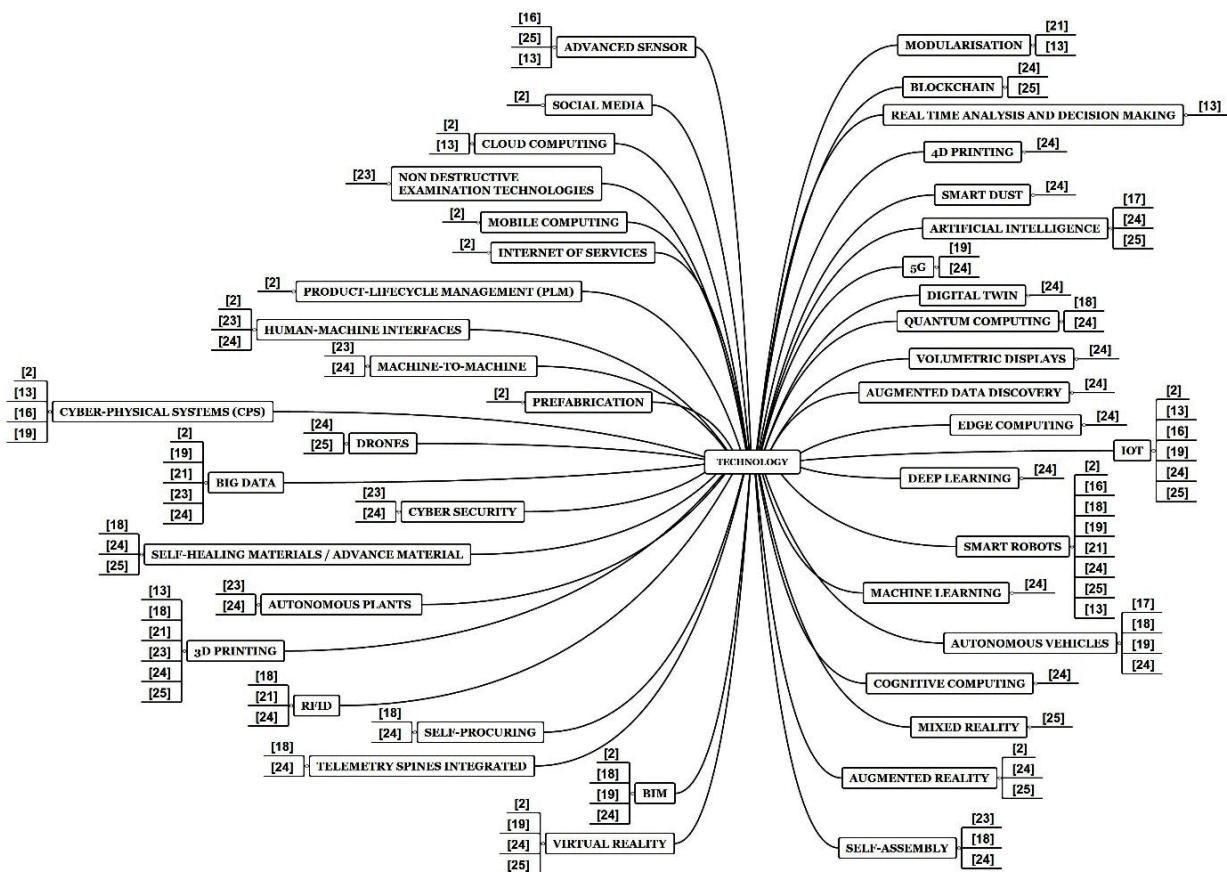 [16]
[25]
[13]
ADVANCED SENSOR
[2]
SOCIAL MEDIA
[2]
[13]
CLOUD COMPUTING
[23]
NON DESTRUCTIVE
EXAMINATION TECHNOLOGIES
[2]
MOBILE COMPUTING
[2]
INTERNET OF SERVICES
[2]
PRODUCT-LIFECYCLE MANAGEMENT (PLM)
[2]
[23]
[24]
HUMAN-MACHINE INTERFACES
[23]
[24]
MACHINE-TO-MACHINE
[2]
PREFABRICATION
[2]
[13]
[16]
[19]
CYBER-PHYSICAL SYSTEMS (CPS)
[24]
[25]
DRONES
[2]
[19]
[21]
[23]
[24]
BIG DATA
[23]
[24]
CYBER SECURITY
[18]
[24]
[25]
SELF-HEALING MATERIALS / ADVANCE MATERIAL
[23]
[24]
AUTONOMOUS PLANTS
[13]
[18]
[21]
[23]
[24]
[25]
3D PRINTING
[18]
[21]
[24]
RFID
[18]
[24]
SELF-PROCURING
[18]
[24]
TELEMETRY SPINES INTEGRATED
[2]
[18]
[19]
[24]
BIM
[2]
[19]
[24]
[25]
VIRTUAL REALITY
TECHNOLOGY
MODULARISATION
[21]
[13]
BLOCKCHAIN
[24]
[25]
REAL TIME ANALYSIS AND DECISION MAKING
[13]
4D PRINTING
[24]
SMART DUST
[24]
ARTIFICIAL INTELLIGENCE
[17]
[24]
[25]
5G
[19]
[24]
DIGITAL TWIN
[24]
QUANTUM COMPUTING
[18]
[24]
VOLUMETRIC DISPLAYS
[24]
AUGMENTED DATA DISCOVERY
[24]
EDGE COMPUTING
[24]
IOT
[2]
[13]
[16]
[19]
[24]
[25]
DEEP LEARNING
[24]
SMART ROBOTS
[2]
[16]
[18]
[19]
[21]
[24]
[25]
[13]
MACHINE LEARNING
[24]
AUTONOMOUS VEHICLES
[17]
[18]
[19]
[24]
COGNITIVE COMPUTING
[24]
MIXED REALITY
[25]
AUGMENTED REALITY
[2]
[24]
[25]
SELF-ASSEMBLY
[23]
[18]
[24]